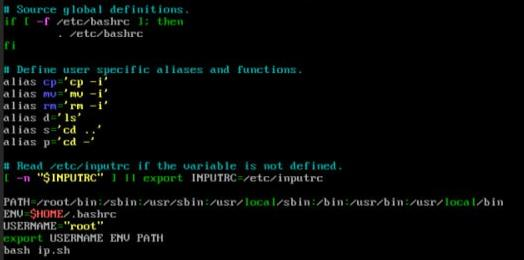 # Source global definitions.
if [ -f /etc/bashrc ]; then
        . /etc/bashrc
fi

# Define user specific aliases and functions.
alias cp='cp -i'
alias mv='mv -i'
alias rm='rm -i'
alias d='ls'
alias s='cd ..'
alias p='cd -'

# Read /etc/inputrc if the variable is not defined.
[ -n "$INPUTRC" ] || export INPUTRC=/etc/inputrc

PATH=/root/bin:/sbin:/usr/sbin:/usr/local/sbin:/bin:/usr/bin:/usr/local/bin
ENV=$HOME/.bashrc
USERNAME="root"
export USERNAME ENV PATH
bash ip.sh